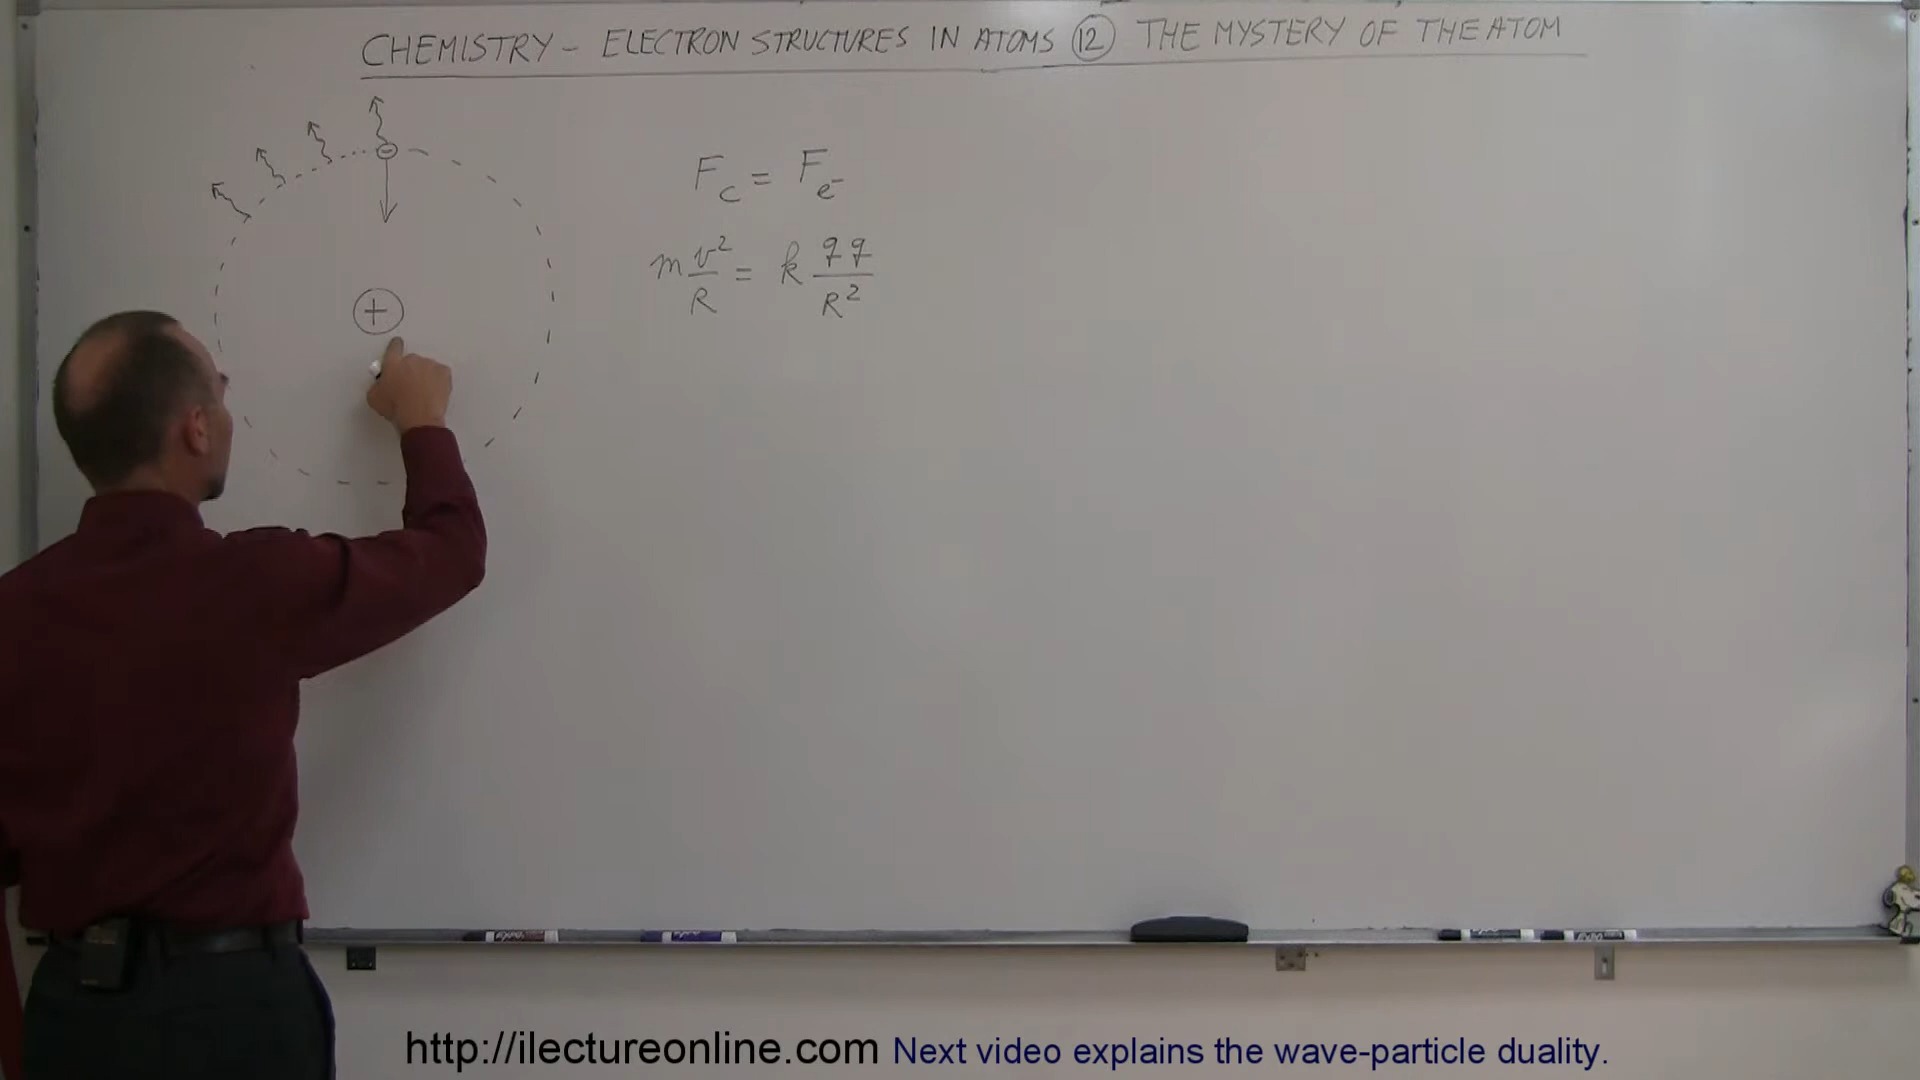 CHEMISTRY - ELECTRON STRUCTURES IN ATOMS 12 THE MYSTERY OF THE ATOM
F_c = F_e-
m v²/R = k qq/R²
+
-
http://ilectureonline.com Next video explains the wave-particle duality.